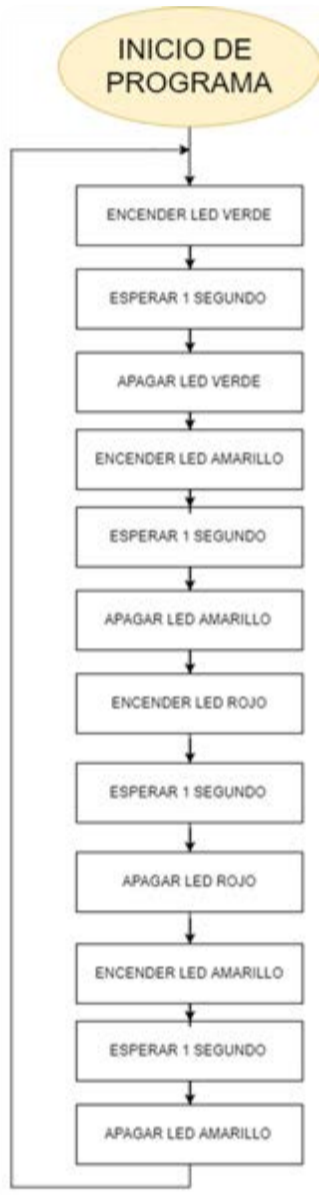 INICIO DE
PROGRAMA
ENCENDER LED VERDE
ESPERAR 1 SEGUNDO
APAGAR LED VERDE
ENCENDER LED AMARILLO
ESPERAR 1 SEGUNDO
APAGAR LED AMARILLO
ENCENDER LED ROJO
ESPERAR 1 SEGUNDO
APAGAR LED ROJO
ENCENDER LED AMARILLO
ESPERAR 1 SEGUNDO
APAGAR LED AMARILLO